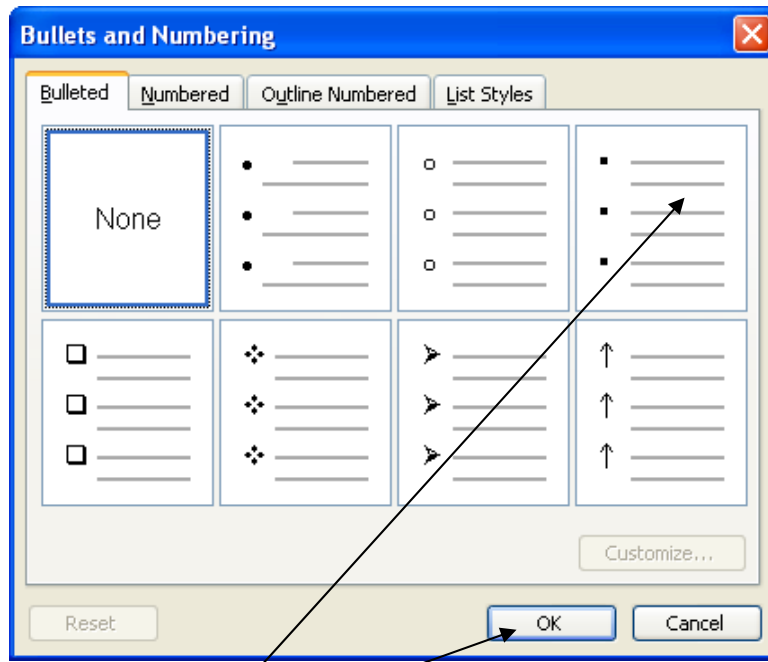 Bullets and Numbering
Bulleted Numbered Outline Numbered List Styles
None
Customize...
Reset OK Cancel